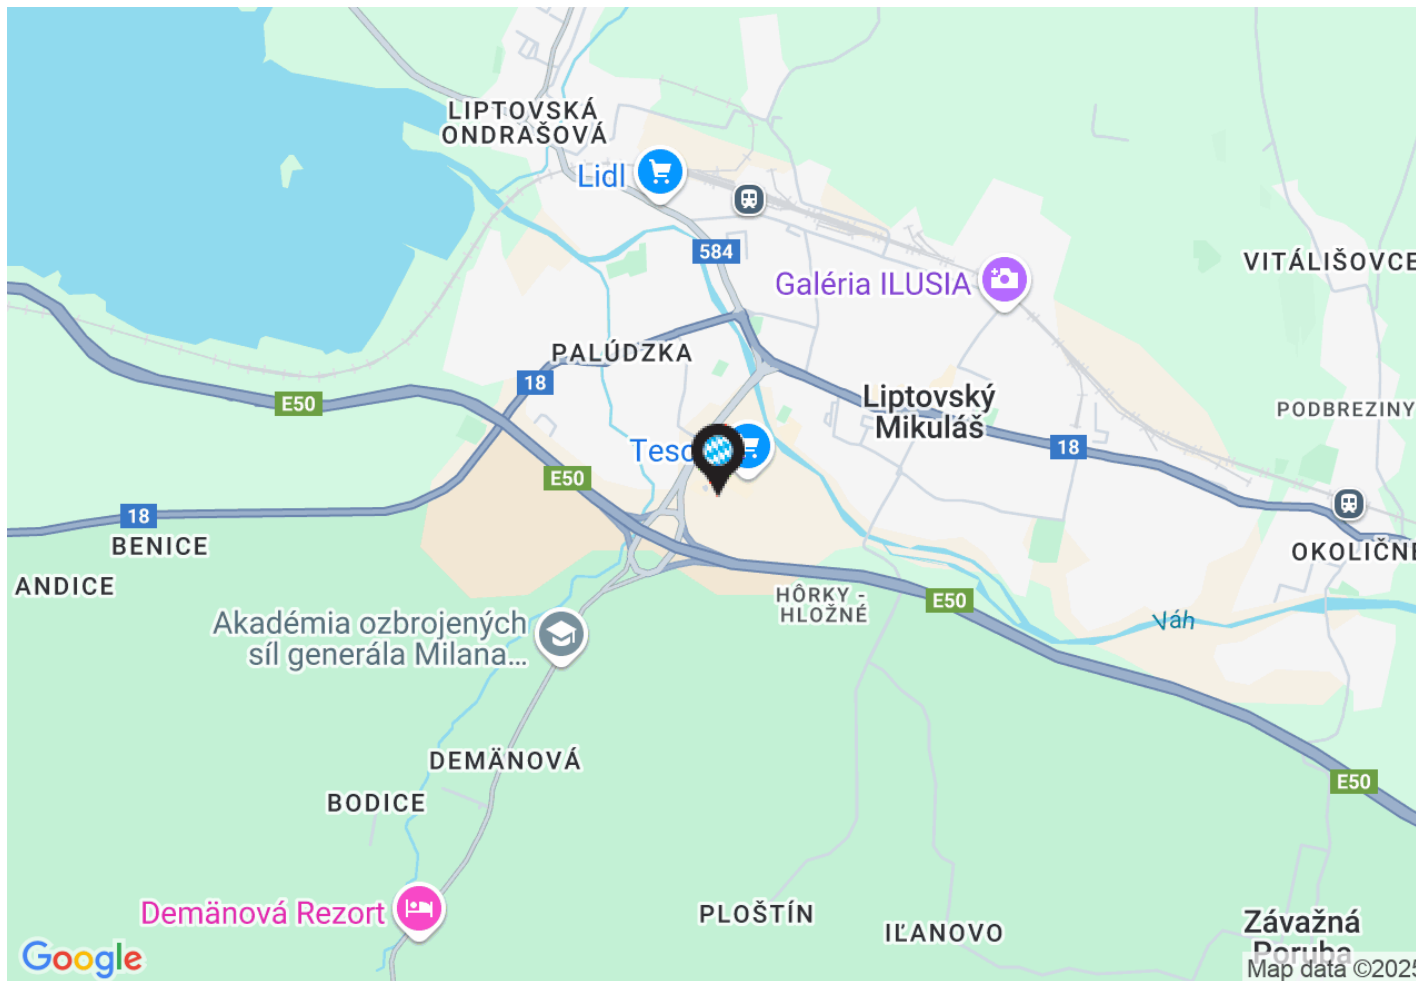 LIPTOVSKÁ
ONDRAŠOVÁ
Lidl
584
VITÁLIŠOVCE
Galéria ILUSIA
PALÚDZKA
18
E50
Liptovský
Mikuláš
PODBREZINY
18
E50
18
BENICE
OKOLIČNÉ
ANDICE
HÔRKY -
HLOŽNÉ
E50
Váh
Akadémia ozbrojených
síl generála Milana...
DEMÄNOVÁ
E50
BODICE
Demänová Rezort
PLOŠTÍN
IĽANOVO
Závažná
Poruba
Google
Map data ©2025